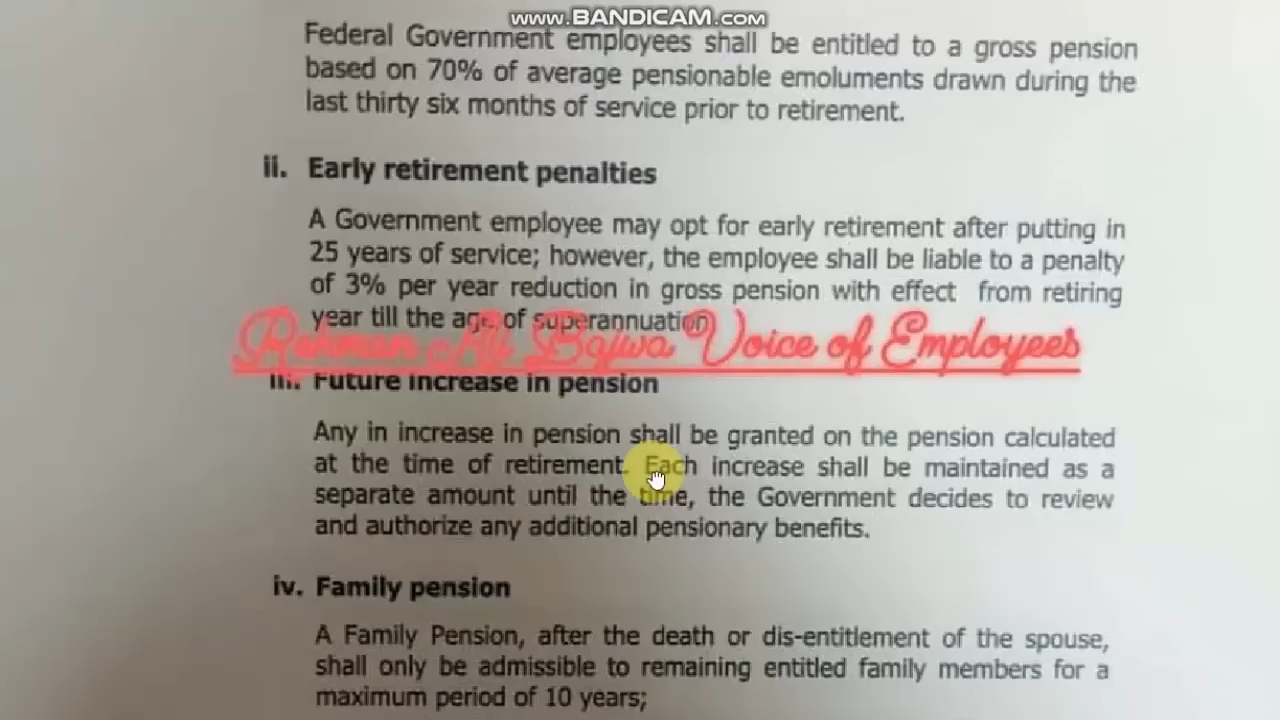 www.BANDICAM.com
Federal Government employees shall be entitled to a gross pension
based on 70% of average pensionable emoluments drawn during the
last thirty six months of service prior to retirement.
ii. Early retirement penalties
A Government employee may opt for early retirement after putting in
25 years of service; however, the employee shall be liable to a penalty
of 3% per year reduction in gross pension with effect from retiring
year till the age of superannuation
Rehman Ali Bajwa Voice of Employees
iii. Future increase in pension
Any in increase in pension shall be granted on the pension calculated
at the time of retirement. Each increase shall be maintained as a
separate amount until the time, the Government decides to review
and authorize any additional pensionary benefits.
iv. Family pension
A Family Pension, after the death or dis-entitlement of the spouse,
shall only be admissible to remaining entitled family members for a
maximum period of 10 years;